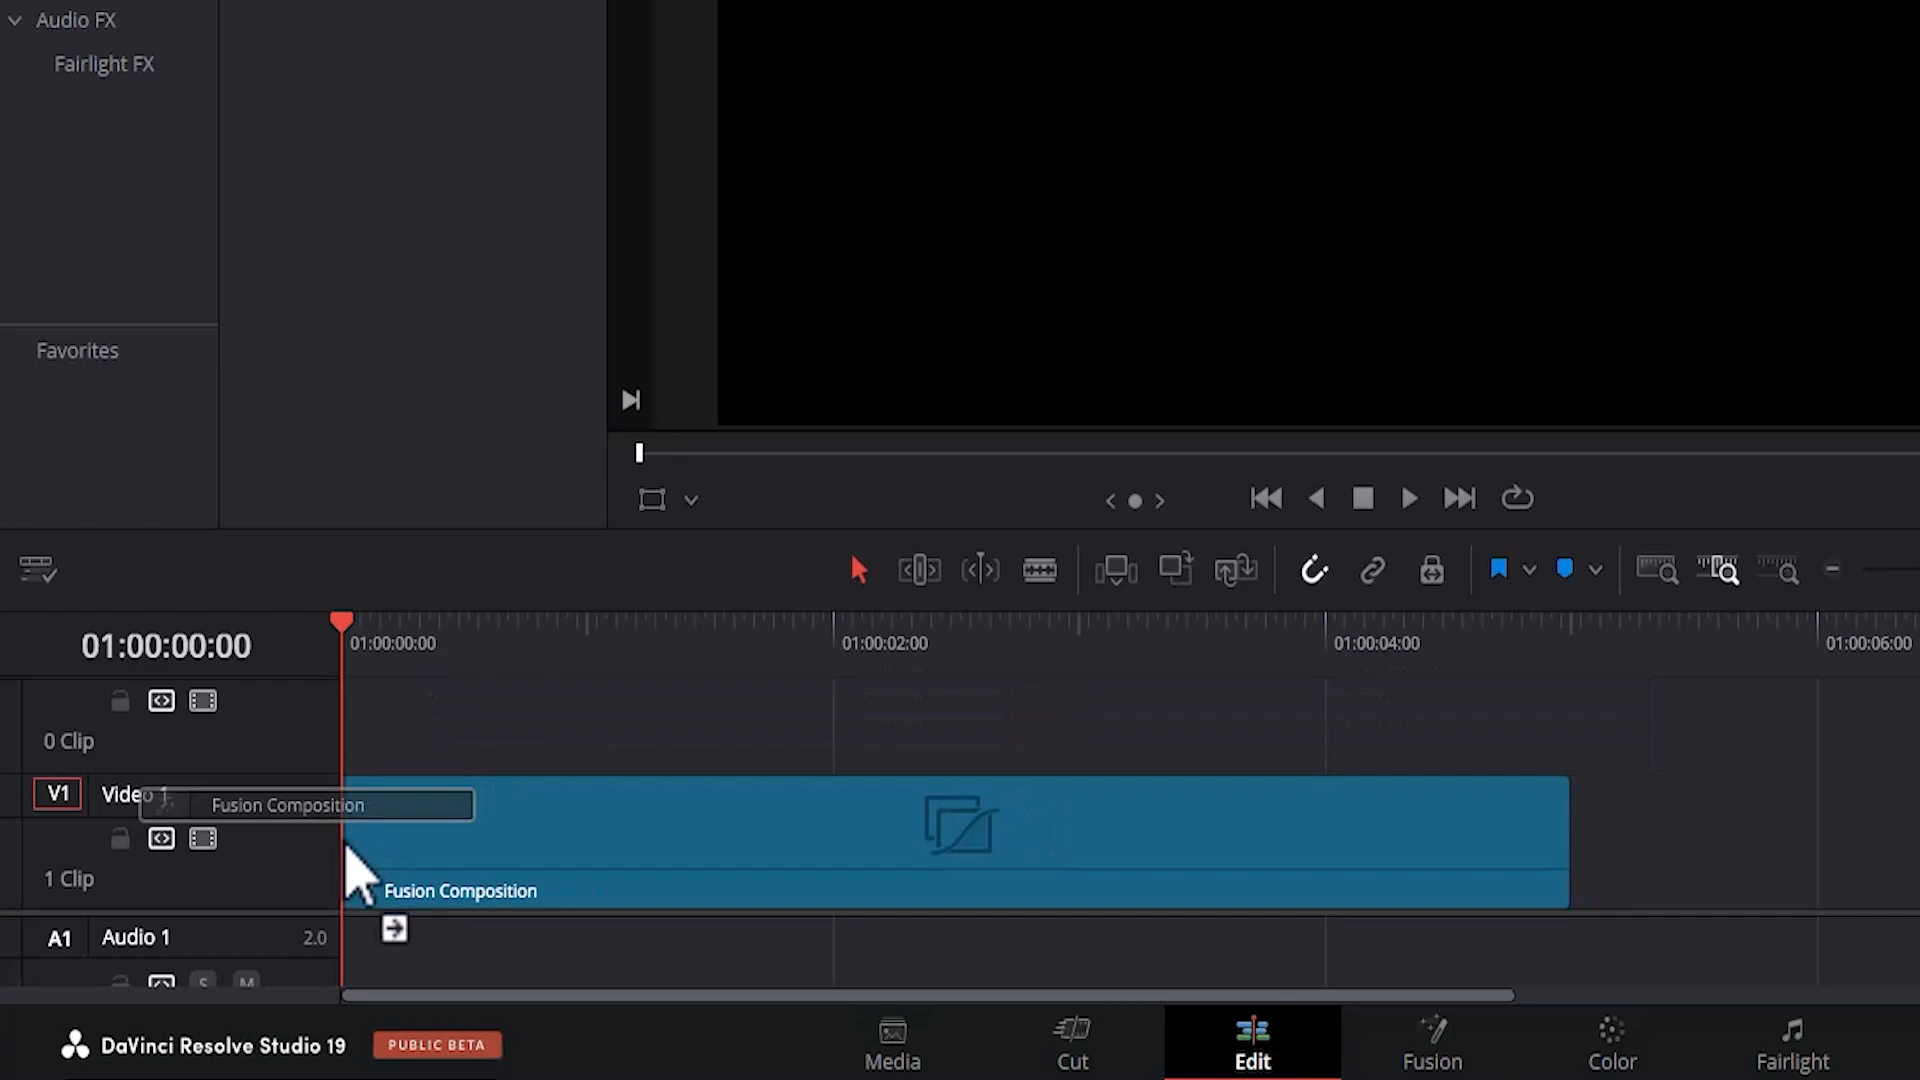 Audio FX
Fairlight FX
Favorites
01:00:00:00
01:00:00:00
01:00:02:00
01:00:04:00
01:00:06:00
0 Clip
V1
Video 1
Fusion Composition
1 Clip
Fusion Composition
A1
Audio 1
2.0
S
M
DaVinci Resolve Studio 19
PUBLIC BETA
Media
Cut
Edit
Fusion
Color
Fairlight